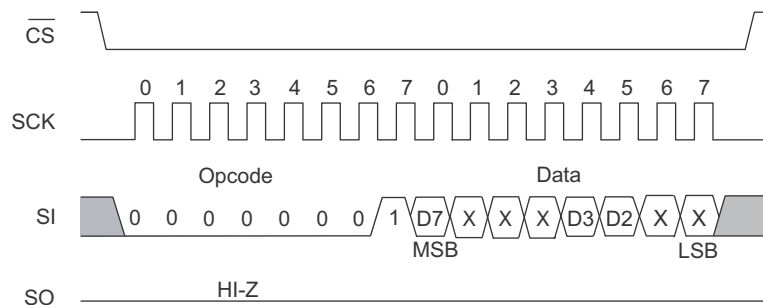 CS
0 1 2 3 4 5 6 7 0 1 2 3 4 5 6 7
SCK
Opcode Data
SI 0 0 0 0 0 0 0 1 D7 X X X D3 D2 X X
MSB LSB
HI-Z
SO